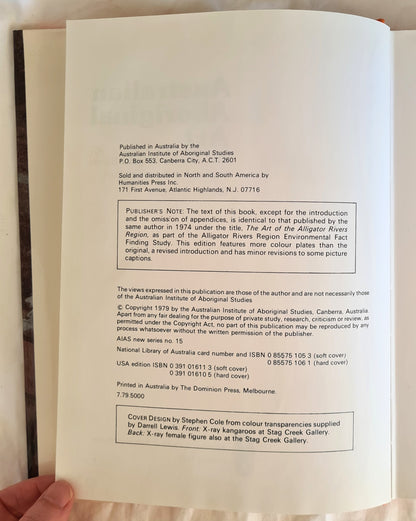 Published in Australia by the
Australian Institute of Aboriginal Studies
P.O. Box 553, Canberra City, A.C.T. 2601
Sold and distributed in North and South America by
Humanities Press Inc.
171 First Avenue, Atlantic Highlands, N.J. 07716
PUBLISHER'S NOTE: The text of this book, except for the introduction
and the omission of appendices, is identical to that published by the
same author in 1974 under the title, The Art of the Alligator Rivers
Region, as part of the Alligator Rivers Region Environmental Fact
Finding Study. This edition features more colour plates than the
original, a revised introduction and has minor revisions to some picture
captions.
The views expressed in this publication are those of the author and are not necessarily those
of the Australian Institute of Aboriginal Studies
© Copyright 1979 by the Australian Institute of Aboriginal Studies, Canberra, Australia.
Apart from any fair dealing for the purpose of private study, research, criticism or review, as
permitted under the Copyright Act, no part of this publication may be reproduced by any
process whatsoever without the written permission of the publisher.
AIAS new series no. 15
National Library of Australia card number and ISBN 0 85575 105 3 (soft cover)
0 85575 106 1 (hard cover)
USA edition ISBN 0 391 01611 3 (soft cover)
0 391 01610 5 (hard cover)
Printed in Australia by The Dominion Press, Melbourne.
7.79.5000
COVER DESIGN by Stephen Cole from colour transparencies supplied
by Darrell Lewis. Front: X-ray kangaroos at Stag Creek Gallery.
Back: X-ray female figure also at the Stag Creek Gallery.